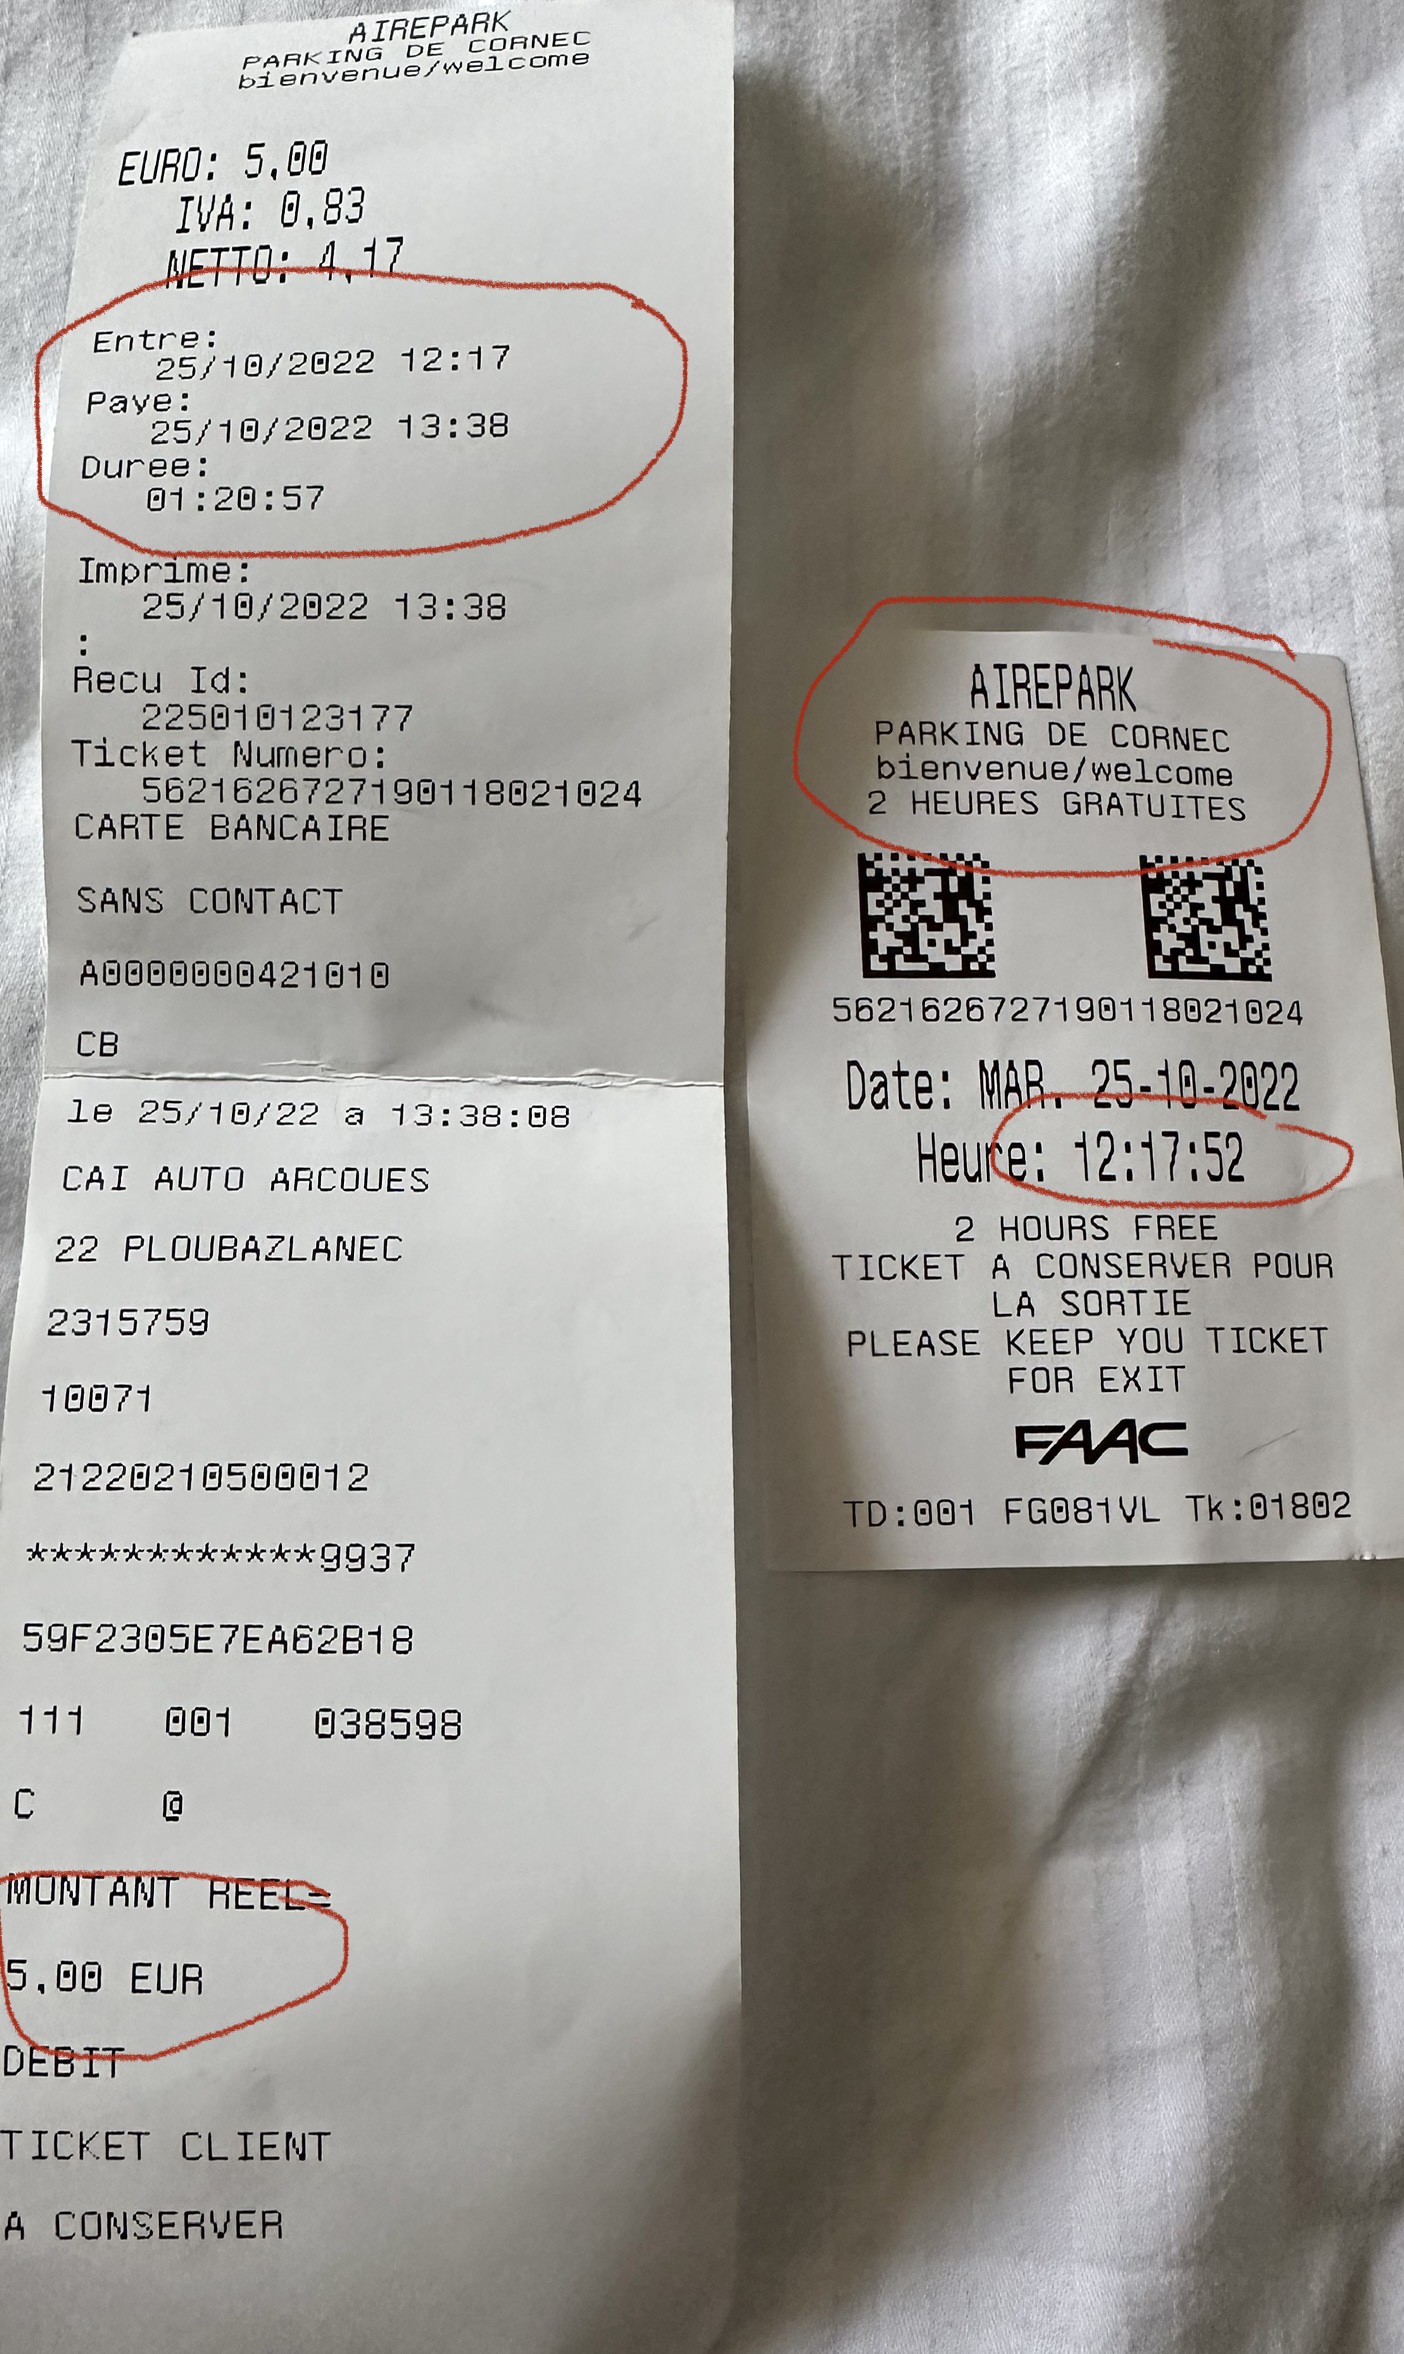 AIREPARK
PARKING DE CORNEC
bienvenue/welcome
EURO: 5,00
IVA: 0,83
NETTO: 4,17
Entre:
25/10/2022 12:17
Paye:
25/10/2022 13:38
Duree:
01:20:57
Imprime:
25/10/2022 13:38
:
Recu Id:
225010123177
Ticket Numero:
56216267271901180210​24
CARTE BANCAIRE
SANS CONTACT
A0000000421010
CB
le 25/10/22 a 13:38:08
CAI AUTO ARCOUES
22 PLOUBAZLANEC
2315759
10071
21220210500012
************9937
59F2305E7EA62B18
111 001 038598
C @
MONTANT REEL=
5,00 EUR
DEBIT
TICKET CLIENT
A CONSERVER
AIREPARK
PARKING DE CORNEC
bienvenue/welcome
2 HEURES GRATUITES
5621626727190118021024
Date: MAR. 25-10-2022
Heure: 12:17:52
2 HOURS FREE
TICKET A CONSERVER POUR
LA SORTIE
PLEASE KEEP YOU TICKET
FOR EXIT
FAAC
TD:001 FG081VL Tk:01802